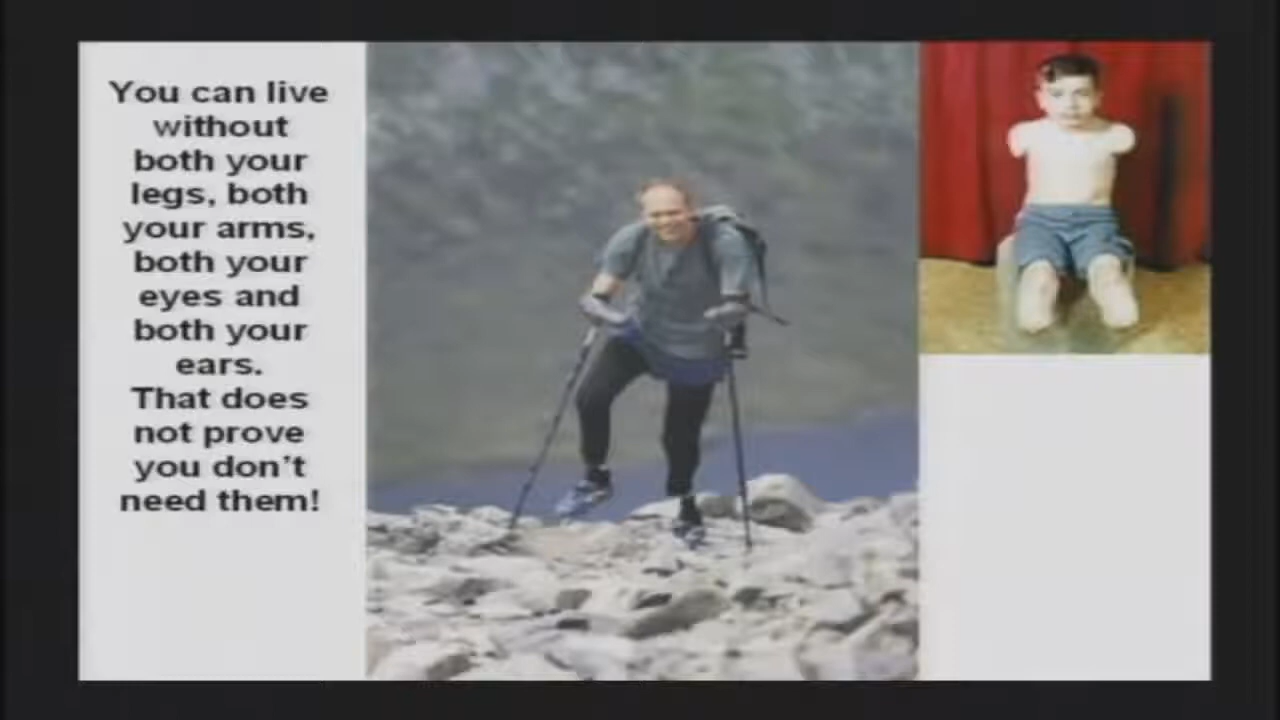 You can live
without
both your
legs, both
your arms,
both your
eyes and
both your
ears.
That does
not prove
you don't
need them!